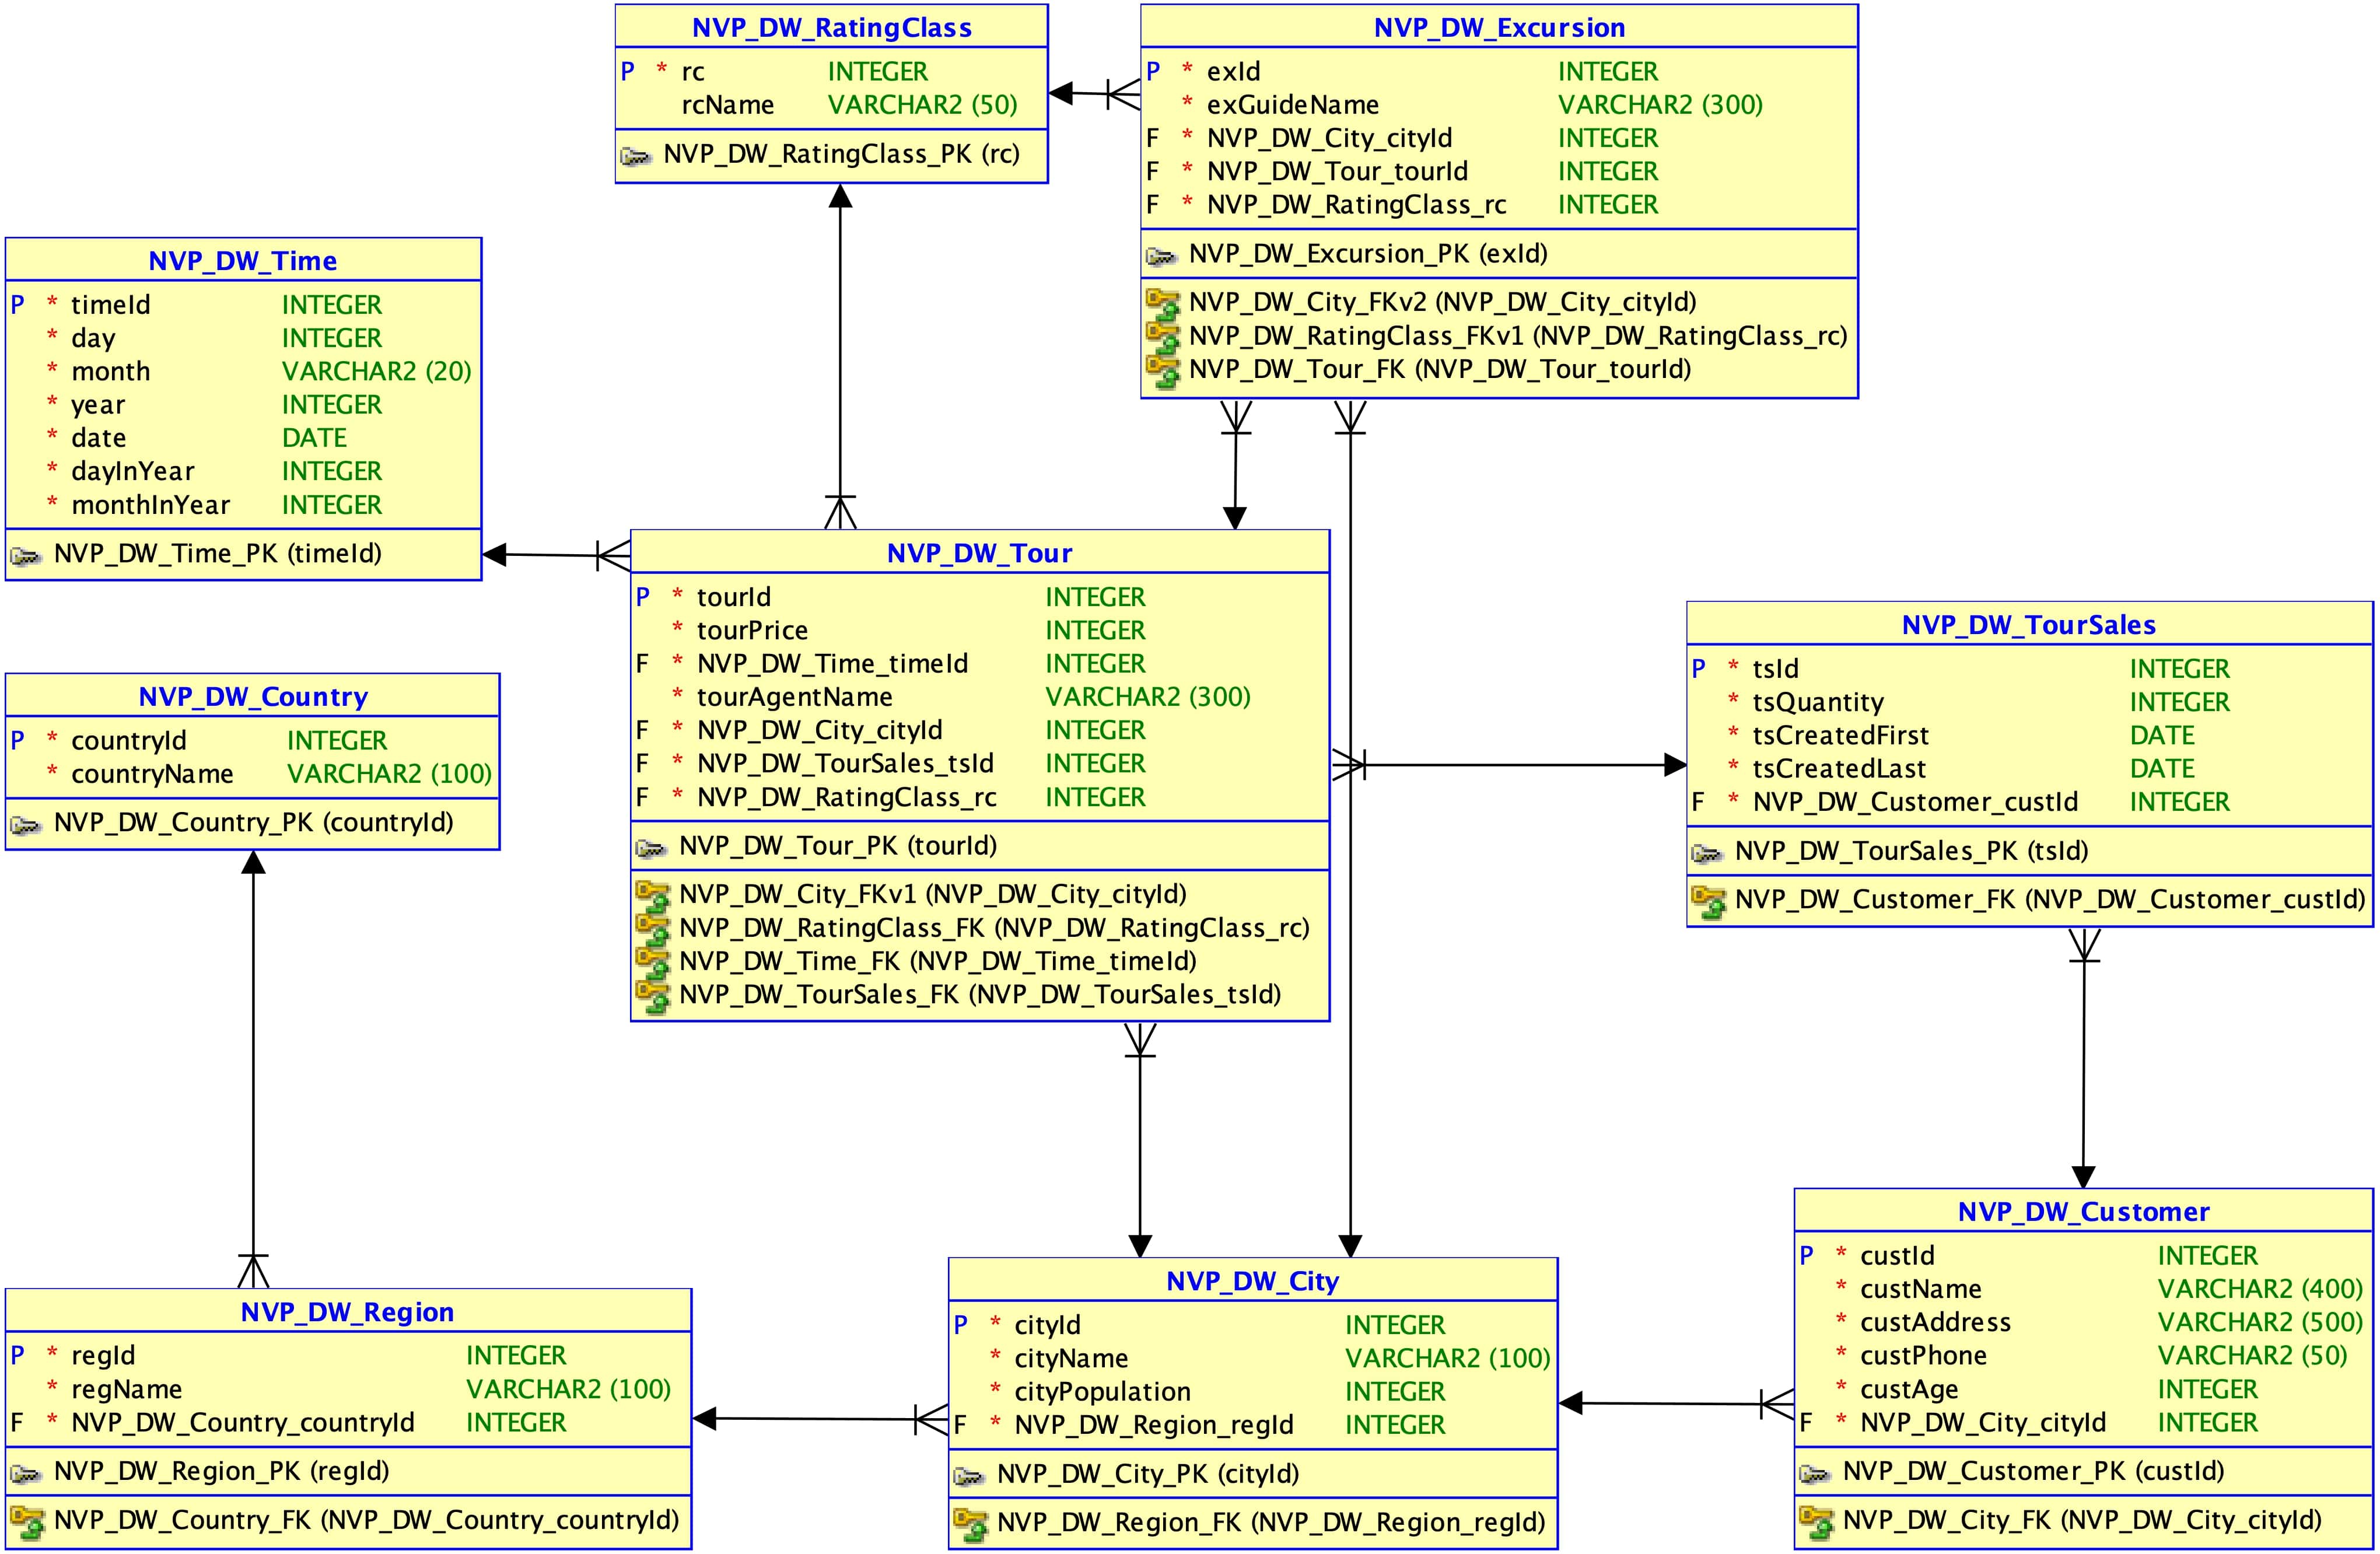 NVP_DW_RatingClass
P * rc INTEGER
rcName VARCHAR2 (50)
NVP_DW_RatingClass_PK (rc)
NVP_DW_Excursion
P * exId INTEGER
* exGuideName VARCHAR2 (300)
F * NVP_DW_City_cityId INTEGER
F * NVP_DW_Tour_tourId INTEGER
F * NVP_DW_RatingClass_rc INTEGER
NVP_DW_Excursion_PK (exId)
NVP_DW_City_FKv2 (NVP_DW_City_cityId)
NVP_DW_RatingClass_FKv1 (NVP_DW_RatingClass_rc)
NVP_DW_Tour_FK (NVP_DW_Tour_tourId)
NVP_DW_Time
P * timeId INTEGER
* day INTEGER
* month VARCHAR2 (20)
* year INTEGER
* date DATE
* dayInYear INTEGER
* monthInYear INTEGER
NVP_DW_Time_PK (timeId)
NVP_DW_Tour
P * tourId INTEGER
* tourPrice INTEGER
F * NVP_DW_Time_timeId INTEGER
* tourAgentName VARCHAR2 (300)
F * NVP_DW_City_cityId INTEGER
F * NVP_DW_TourSales_tsId INTEGER
F * NVP_DW_RatingClass_rc INTEGER
NVP_DW_Tour_PK (tourId)
NVP_DW_City_FKv1 (NVP_DW_City_cityId)
NVP_DW_RatingClass_FK (NVP_DW_RatingClass_rc)
NVP_DW_Time_FK (NVP_DW_Time_timeId)
NVP_DW_TourSales_FK (NVP_DW_TourSales_tsId)
NVP_DW_TourSales
P * tsId INTEGER
* tsQuantity INTEGER
* tsCreatedFirst DATE
* tsCreatedLast DATE
F * NVP_DW_Customer_custId INTEGER
NVP_DW_TourSales_PK (tsId)
NVP_DW_Customer_FK (NVP_DW_Customer_custId)
NVP_DW_Country
P * countryId INTEGER
* countryName VARCHAR2 (100)
NVP_DW_Country_PK (countryId)
NVP_DW_Region
P * regId INTEGER
* regName VARCHAR2 (100)
F * NVP_DW_Country_countryId INTEGER
NVP_DW_Region_PK (regId)
NVP_DW_Country_FK (NVP_DW_Country_countryId)
NVP_DW_City
P * cityId INTEGER
* cityName VARCHAR2 (100)
* cityPopulation INTEGER
F * NVP_DW_Region_regId INTEGER
NVP_DW_City_PK (cityId)
NVP_DW_Region_FK (NVP_DW_Region_regId)
NVP_DW_Customer
P * custId INTEGER
* custName VARCHAR2 (400)
* custAddress VARCHAR2 (500)
* custPhone VARCHAR2 (50)
* custAge INTEGER
F * NVP_DW_City_cityId INTEGER
NVP_DW_Customer_PK (custId)
NVP_DW_City_FK (NVP_DW_City_cityId)